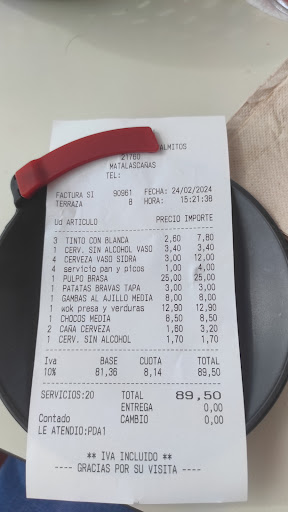 ALMITOS
21760
MATALASCAÑAS
TEL:
FACTURA SI 90961 FECHA: 24/02/2024
TERRAZA 8 HORA: 15:21:38
Ud ARTICULO PRECIO IMPORTE
3 TINTO CON BLANCA 2,60 7,80
1 CERV. SIN ALCOHOL VASO 3,40 3,40
4 CERVEZA VASO SIDRA 3,00 12,00
4 servicio pan y picos 1,00 4,00
1 PULPO BRASA 25,00 25,00
1 PATATAS BRAVAS TAPA 3,00 3,00
1 GAMBAS AL AJILLO MEDIA 8,00 8,00
1 wok presa y verduras 12,90 12,90
1 CHOCOS MEDIA 8,50 8,50
2 CAÑA CERVEZA 1,60 3,20
1 CERV. SIN ALCOHOL 1,70 1,70
Iva BASE CUOTA TOTAL
10% 81,36 8,14 89,50
SERVICIOS:20 TOTAL 89,50
ENTREGA 0,00
Contado CAMBIO 0,00
LE ATENDIO:PDA1
** IVA INCLUIDO **
---- GRACIAS POR SU VISITA ----